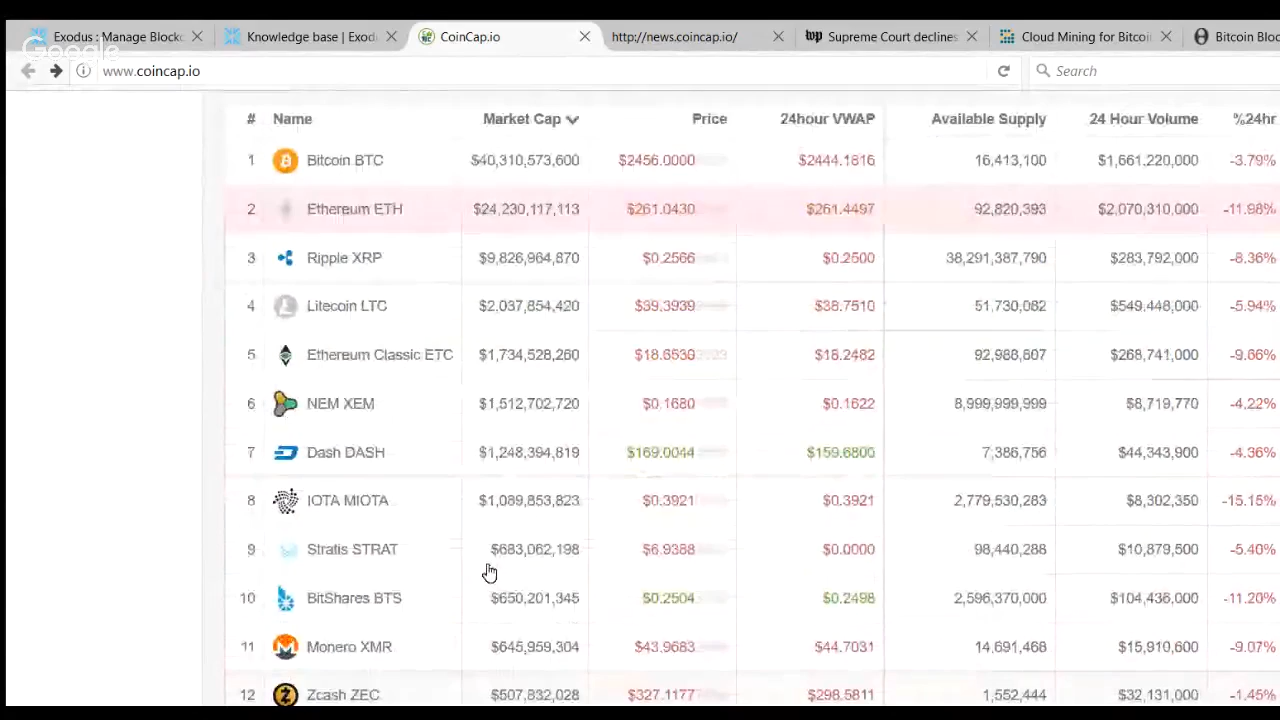 Exodus : Manage Blockc
Knowledge base | Exod
CoinCap.io
http://news.coincap.io/
wp Supreme Court declines
Cloud Mining for Bitcoi
Bitcoin Bloc
Google
www.coincap.io
Search
# Name Market Cap Price 24hour VWAP Available Supply 24 Hour Volume %24hr
1 Bitcoin BTC $40,310,573,600 $2456.0000 $2444.1816 16,413,100 $1,661,220,000 -3.79%
2 Ethereum ETH $24,230,117,113 $261.0430 $261.4497 92,820,393 $2,070,310,000 -11.98%
3 Ripple XRP $9,826,964,870 $0.2566 $0.2500 38,291,387,790 $283,792,000 -8.36%
4 Litecoin LTC $2,037,854,420 $39.3939 $38.7510 51,730,082 $549,448,000 -5.94%
5 Ethereum Classic ETC $1,734,528,260 $18.6530 $18.2482 92,988,607 $268,741,000 -9.66%
6 NEM XEM $1,512,702,720 $0.1680 $0.1622 8,999,999,999 $8,719,770 -4.22%
7 Dash DASH $1,248,394,819 $169.0044 $159.6800 7,386,756 $44,343,900 -4.36%
8 IOTA MIOTA $1,089,853,823 $0.3921 $0.3921 2,779,530,283 $8,302,350 -15.15%
9 Stratis STRAT $683,062,198 $6.9388 $0.0000 98,440,288 $10,879,500 -5.40%
10 BitShares BTS $650,201,345 $0.2504 $0.2498 2,596,370,000 $104,436,000 -11.20%
11 Monero XMR $645,959,304 $43.9683 $44.7031 14,691,468 $15,910,600 -9.07%
12 Zcash ZEC $507,832,028 $327.1177 $298.5811 1,552,444 $32,131,000 -1.45%